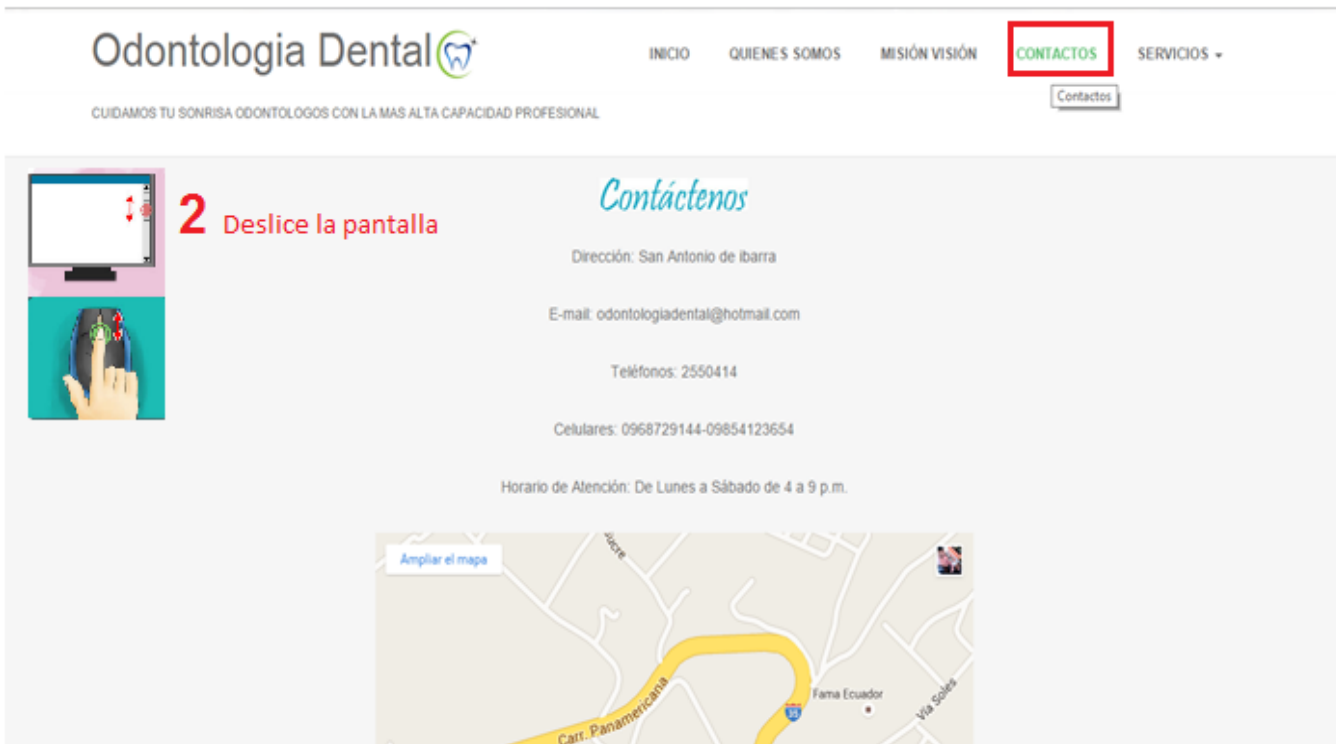 Odontologia Dental
INICIO QUIENES SOMOS MISIÓN VISIÓN CONTACTOS SERVICIOS
Contactos
CUIDAMOS TU SONRISA ODONTOLOGOS CON LA MAS ALTA CAPACIDAD PROFESIONAL
2 Deslice la pantalla
Contáctenos
Dirección: San Antonio de ibarra
E-mail: odontologiadental@hotmail.com
Teléfonos: 2550414
Celulares: 0968729144-09854123654
Horario de Atención: De Lunes a Sábado de 4 a 9 p.m.
Ampliar el mapa
Sucre
Fama Ecuador
Vía Soles
35
Carr. Panamericana